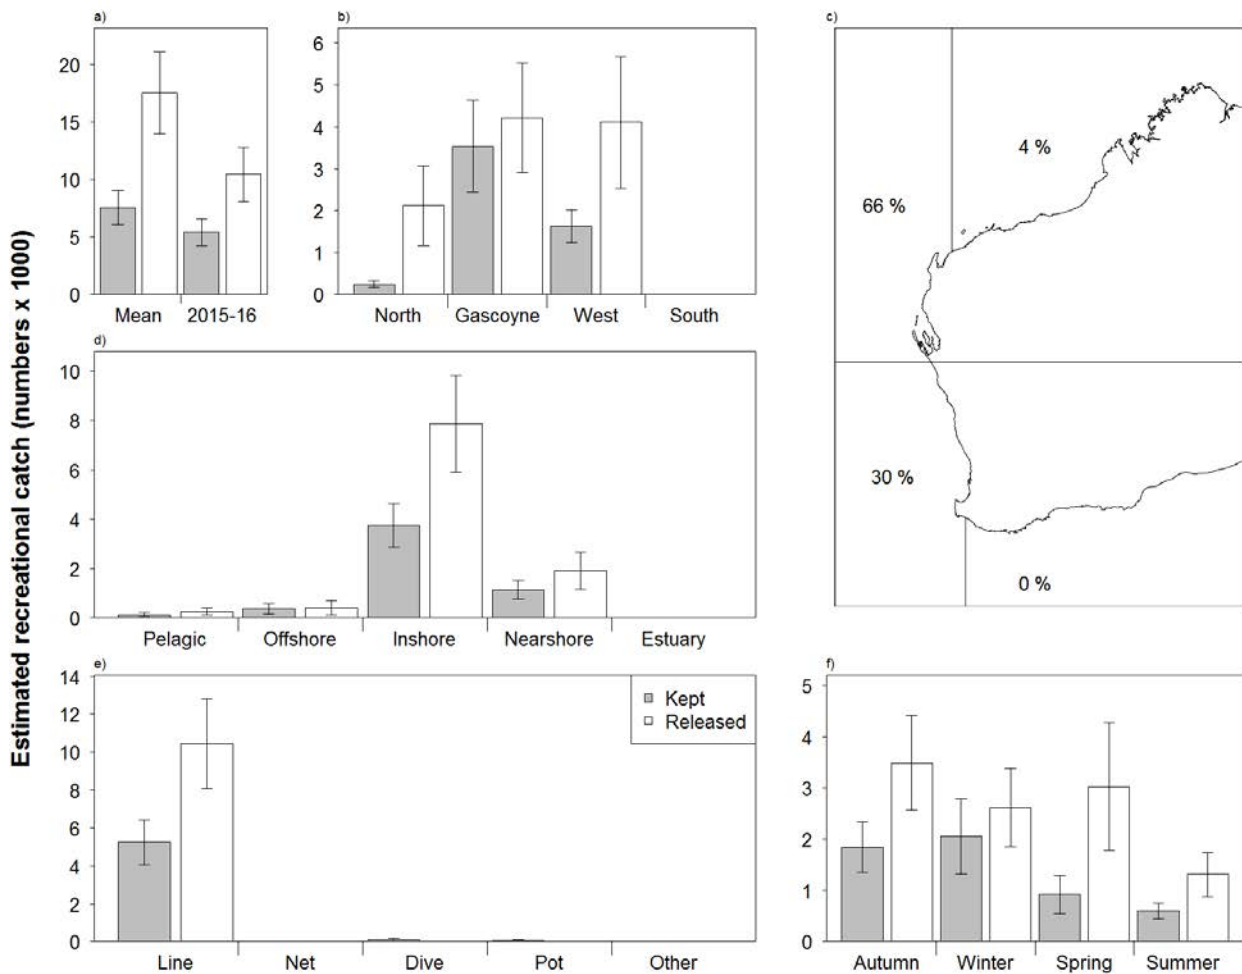 Estimated recreational catch (numbers x 1000)
a)
20
15
10
5
0
Mean 2015-16
b)
6
5
4
3
2
1
0
North Gascoyne West South
c)
4 %
66 %
30 %
0 %
d)
10
8
6
4
2
0
Pelagic Offshore Inshore Nearshore Estuary
e)
14
12
10
8
6
4
2
0
Kept
Released
Line Net Dive Pot Other
f)
5
4
3
2
1
0
Autumn Winter Spring Summer